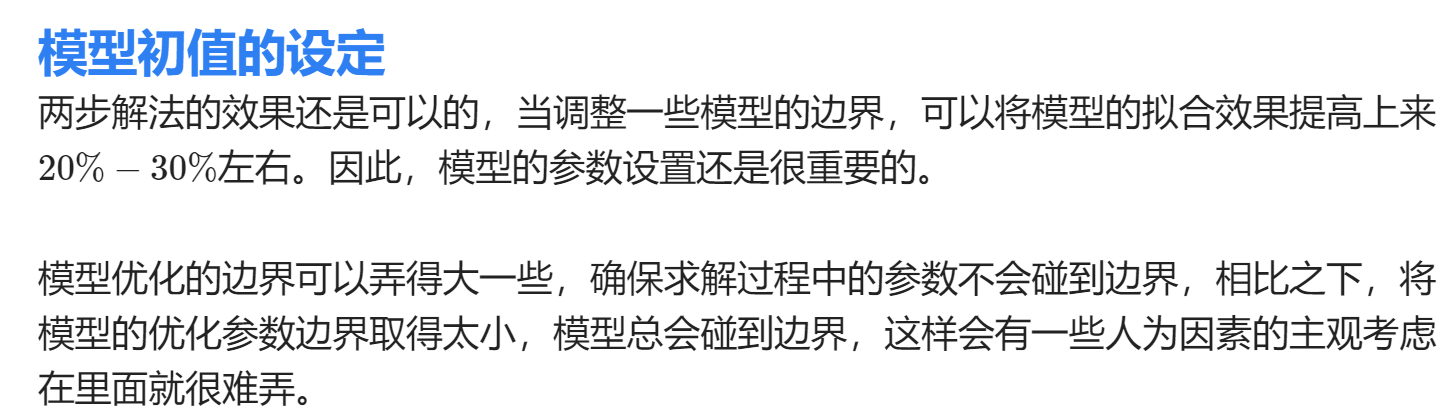 模型初值的设定
两步解法的效果还是可以的，当调整一些模型的边界，可以将模型的拟合效果提高上来
20% − 30%左右。因此，模型的参数设置还是很重要的。
模型优化的边界可以弄得大一些，确保求解过程中的参数不会碰到边界，相比之下，将
模型的优化参数边界取得太小，模型总会碰到边界，这样会有一些人为因素的主观考虑
在里面就很难弄。